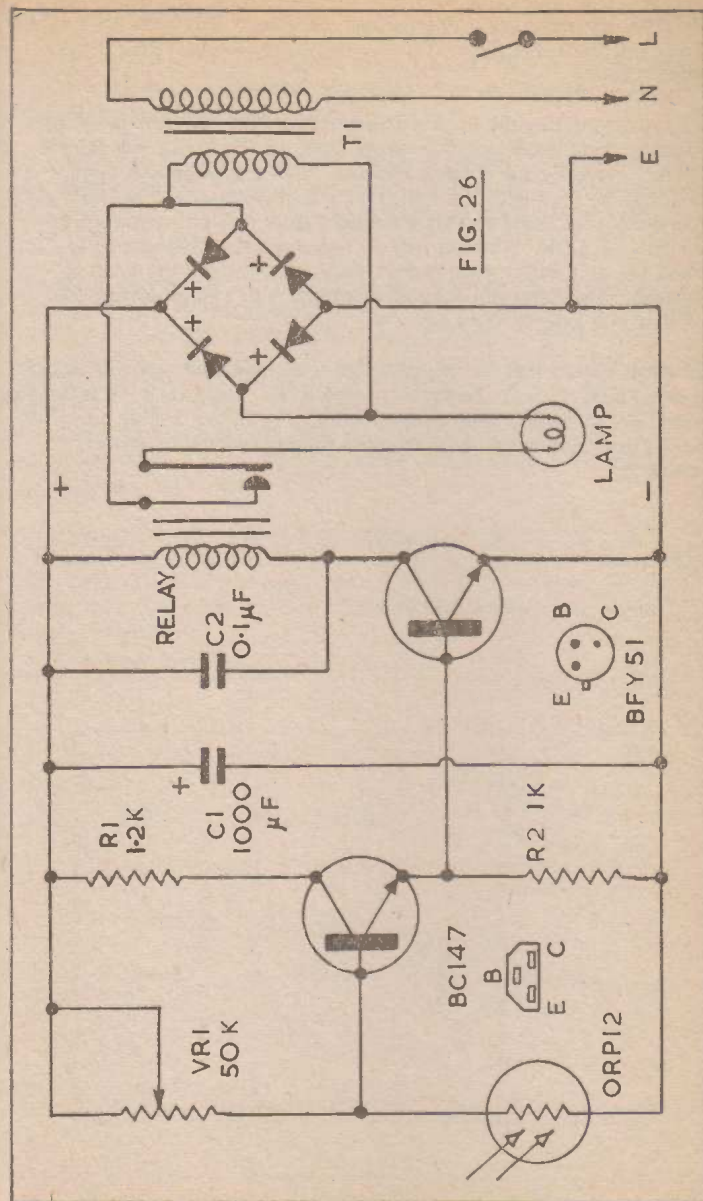 VR1
50K
R1
1·2K
C1
1000
µF
+
C2
0·1µF
RELAY
+
+
+
+
+
T1
L
N
E
FIG. 26
LAMP
−
BC147
B
E
C
R2 1K
E
B
C
BFY51
ORP12